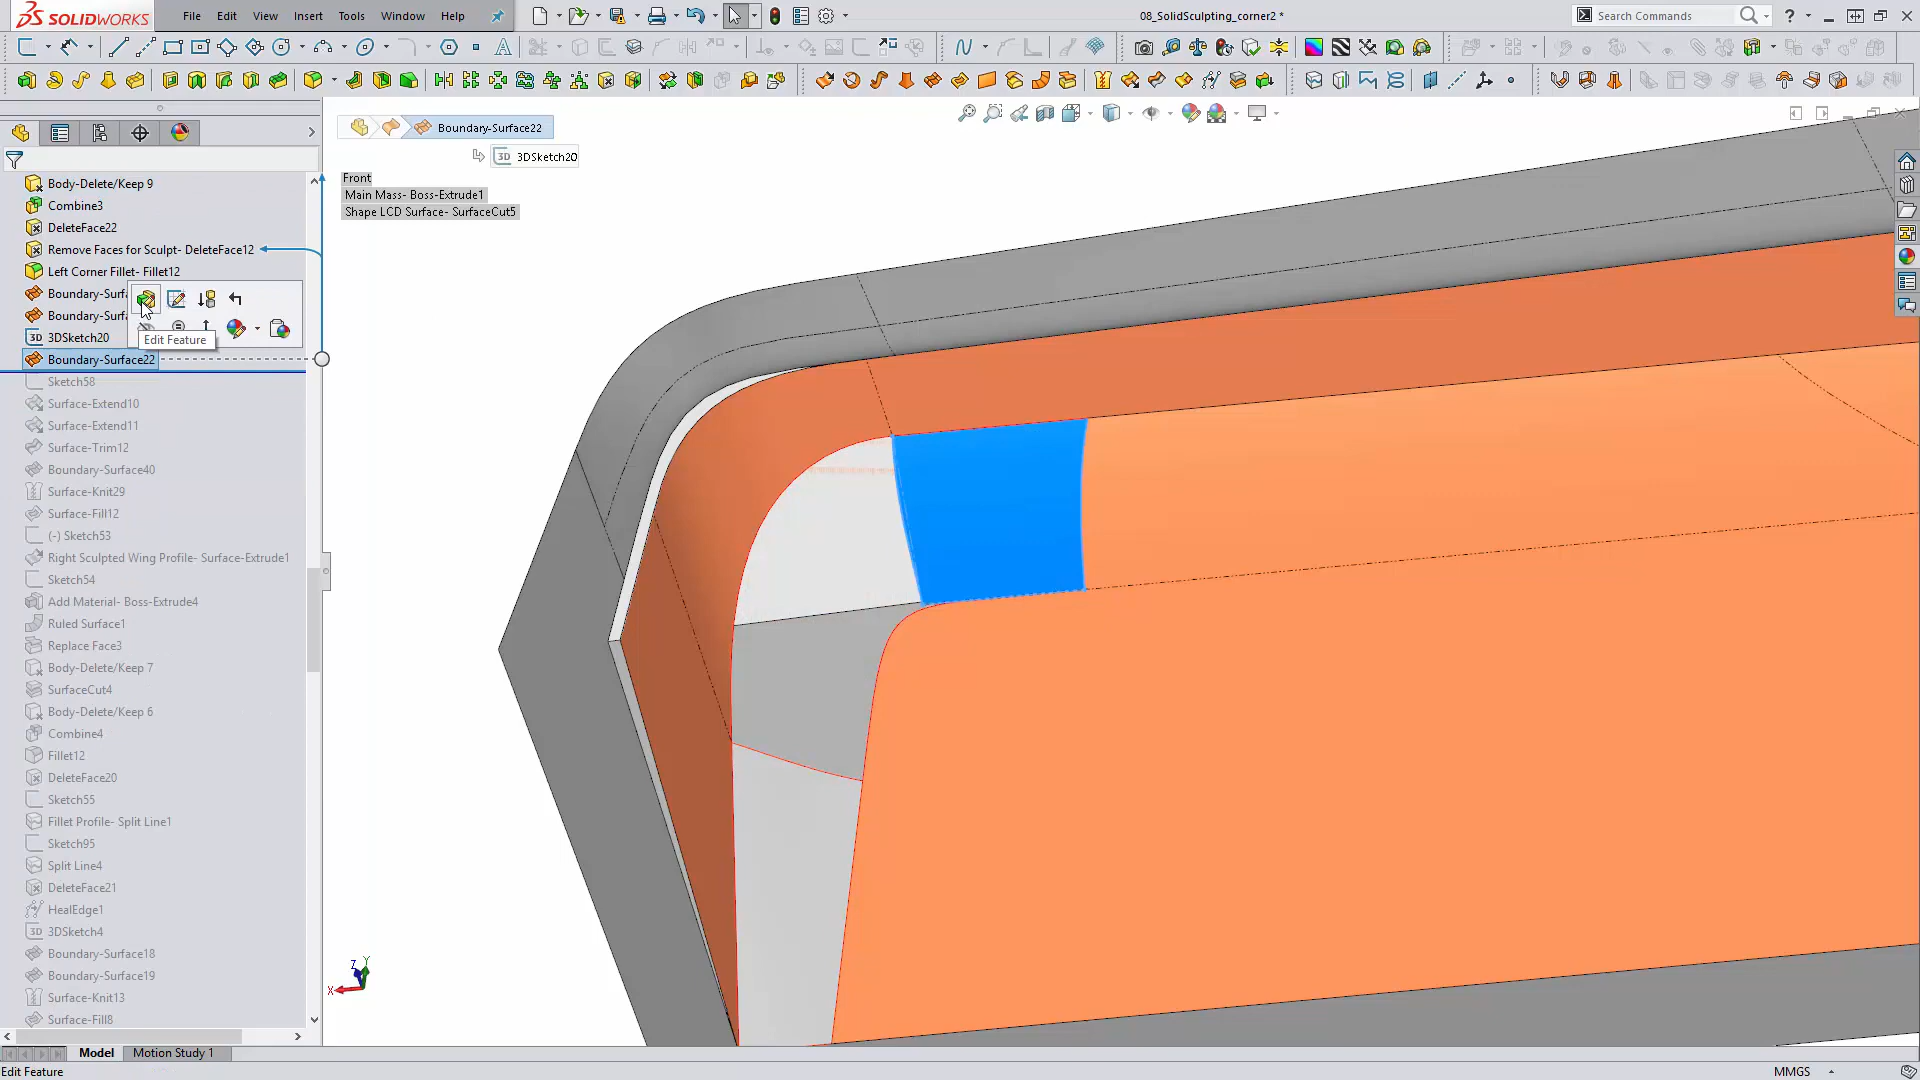 SOLIDWORKS File Edit View Insert Tools Window Help 08_SolidSculpting_corner2 * Search Commands ?
Boundary-Surface22
3D 3DSketch20
Front
Main Mass- Boss-Extrude1
Shape LCD Surface- SurfaceCut5
Body-Delete/Keep 9
Combine3
DeleteFace22
Remove Faces for Sculpt- DeleteFace12
Left Corner Fillet- Fillet12
Boundary-Surfa
Boundary-Surfa
Edit Feature
3D 3DSketch20
Boundary-Surface22
Sketch58
Surface-Extend10
Surface-Extend11
Surface-Trim12
Boundary-Surface40
Surface-Knit29
Surface-Fill12
(-) Sketch53
Right Sculpted Wing Profile- Surface-Extrude1
Sketch54
Add Material- Boss-Extrude4
Ruled Surface1
Replace Face3
Body-Delete/Keep 7
SurfaceCut4
Body-Delete/Keep 6
Combine4
Fillet12
DeleteFace20
Sketch55
Fillet Profile- Split Line1
Sketch95
Split Line4
DeleteFace21
HealEdge1
3D 3DSketch4
Boundary-Surface18
Boundary-Surface19
Surface-Knit13
Surface-Fill8
Z Y
X
Model Motion Study 1
Edit Feature MMGS